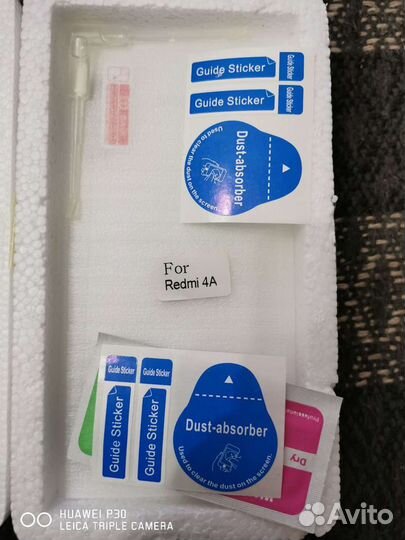 Guide Sticker
Guide Sticker
Guide Sticker
Guide Sticker
Dust-absorber
Used to clear the dust on the screen.
For
Redmi 4A
Guide Sticker
Guide Sticker
Guide Sticker
Guide Sticker
Dust-absorber
Used to clear the dust on the screen.
Professional
Dry
HUAWEI P30
LEICA TRIPLE CAMERA
Avito